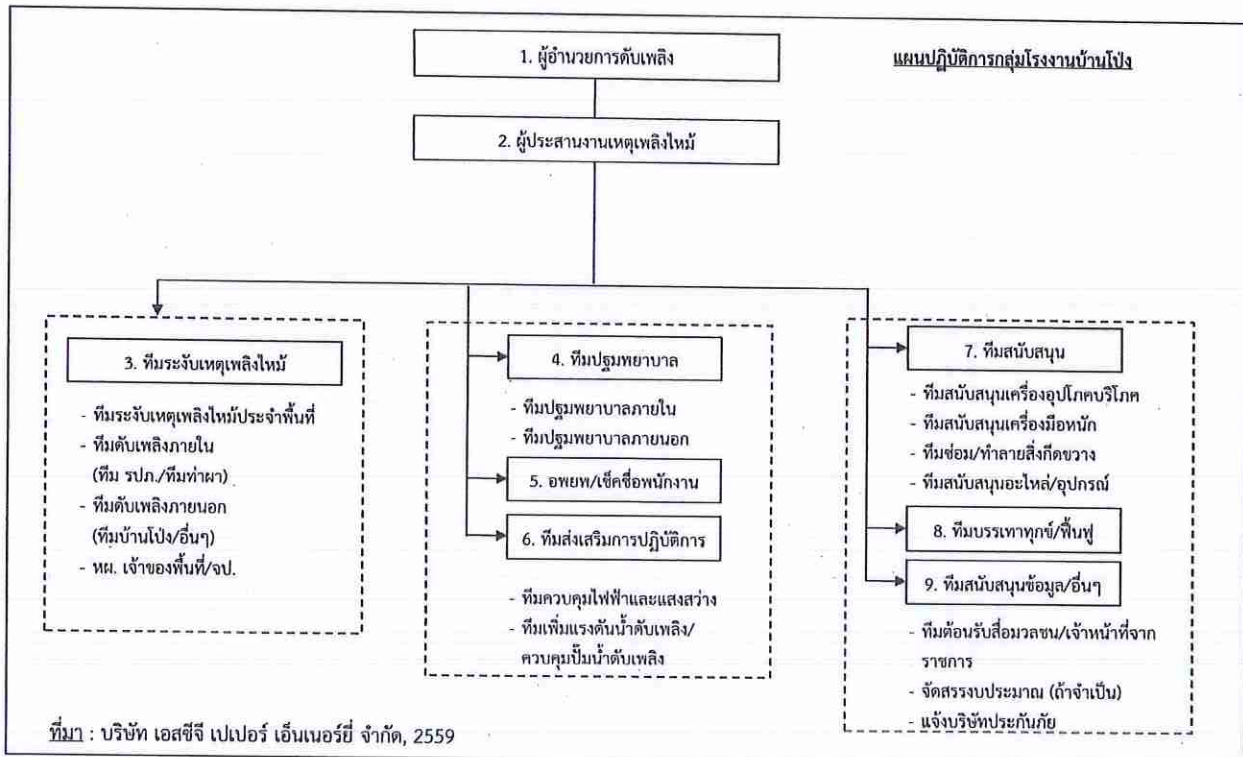 แผนปฏิบัติการกลุ่มโรงงานบ้านโป่ง
1. ผู้อำนวยการดับเพลิง
2. ผู้ประสานงานเหตุเพลิงไหม้
3. ทีมระงับเหตุเพลิงไหม้
- ทีมระงับเหตุเพลิงไหม้ประจำพื้นที่
- ทีมดับเพลิงภายใน
(ทีม รปภ./ทีมท่าผา)
- ทีมดับเพลิงภายนอก
(ทีมบ้านโป่ง/อื่นๆ)
- หผ. เจ้าของพื้นที่/จป.
4. ทีมปฐมพยาบาล
- ทีมปฐมพยาบาลภายใน
- ทีมปฐมพยาบาลภายนอก
5. อพยพ/เช็คชื่อพนักงาน
6. ทีมส่งเสริมการปฏิบัติการ
- ทีมควบคุมไฟฟ้าและแสงสว่าง
- ทีมเพิ่มแรงดันน้ำดับเพลิง/
ควบคุมปั๊มน้ำดับเพลิง
7. ทีมสนับสนุน
- ทีมสนับสนุนเครื่องอุปโภคบริโภค
- ทีมสนับสนุนเครื่องมือหนัก
- ทีมซ่อม/ทำลายสิ่งกีดขวาง
- ทีมสนับสนุนอะไหล่/อุปกรณ์
8. ทีมบรรเทาทุกข์/ฟื้นฟู
9. ทีมสนับสนุนข้อมูล/อื่นๆ
- ทีมต้อนรับสื่อมวลชน/เจ้าหน้าที่จาก
ราชการ
- จัดสรรงบประมาณ (ถ้าจำเป็น)
- แจ้งบริษัทประกันภัย
ที่มา : บริษัท เอสซีจี เปเปอร์ เอ็นเนอร์ยี่ จำกัด, 2559